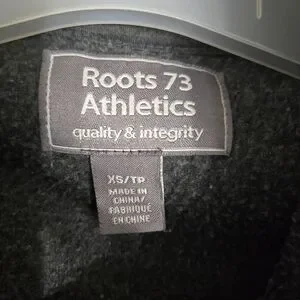 Roots 73
Athletics
quality & integrity
XS/TP
MADE IN
CHINA/
FABRIQUÉ
EN CHINE